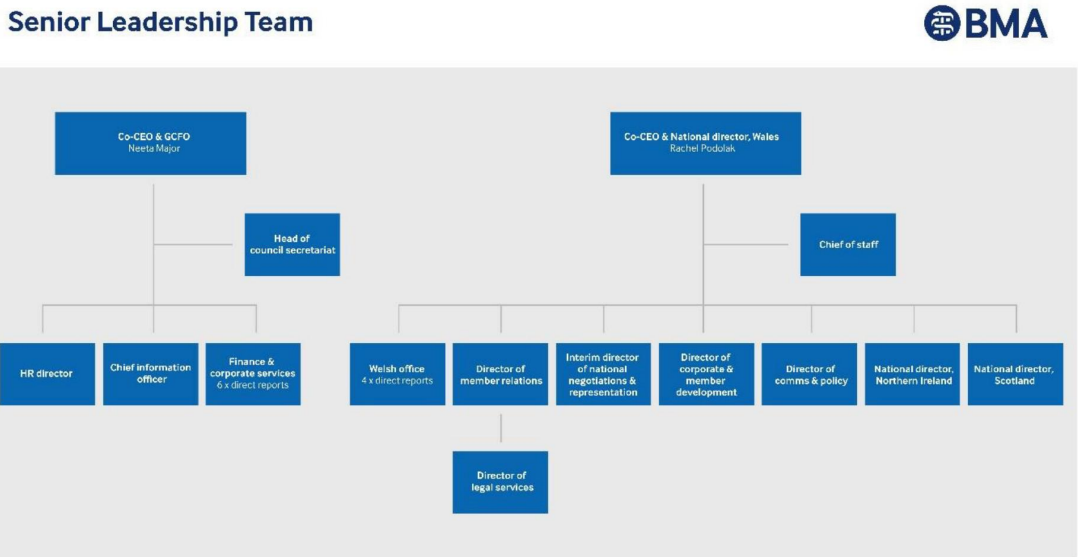 Senior Leadership Team
BMA
Co-CEO & GCFO
Neeta Major
Co-CEO & National director, Wales
Rachel Podolak
Head of
council secretariat
Chief of staff
HR director
Chief information
officer
Finance &
corporate services
6 x direct reports
Welsh office
4 x direct reports
Director of
member relations
Interim director
of national
negotiations &
representation
Director of
corporate &
member
development
Director of
comms & policy
National director,
Northern Ireland
National director,
Scotland
Director of
legal services